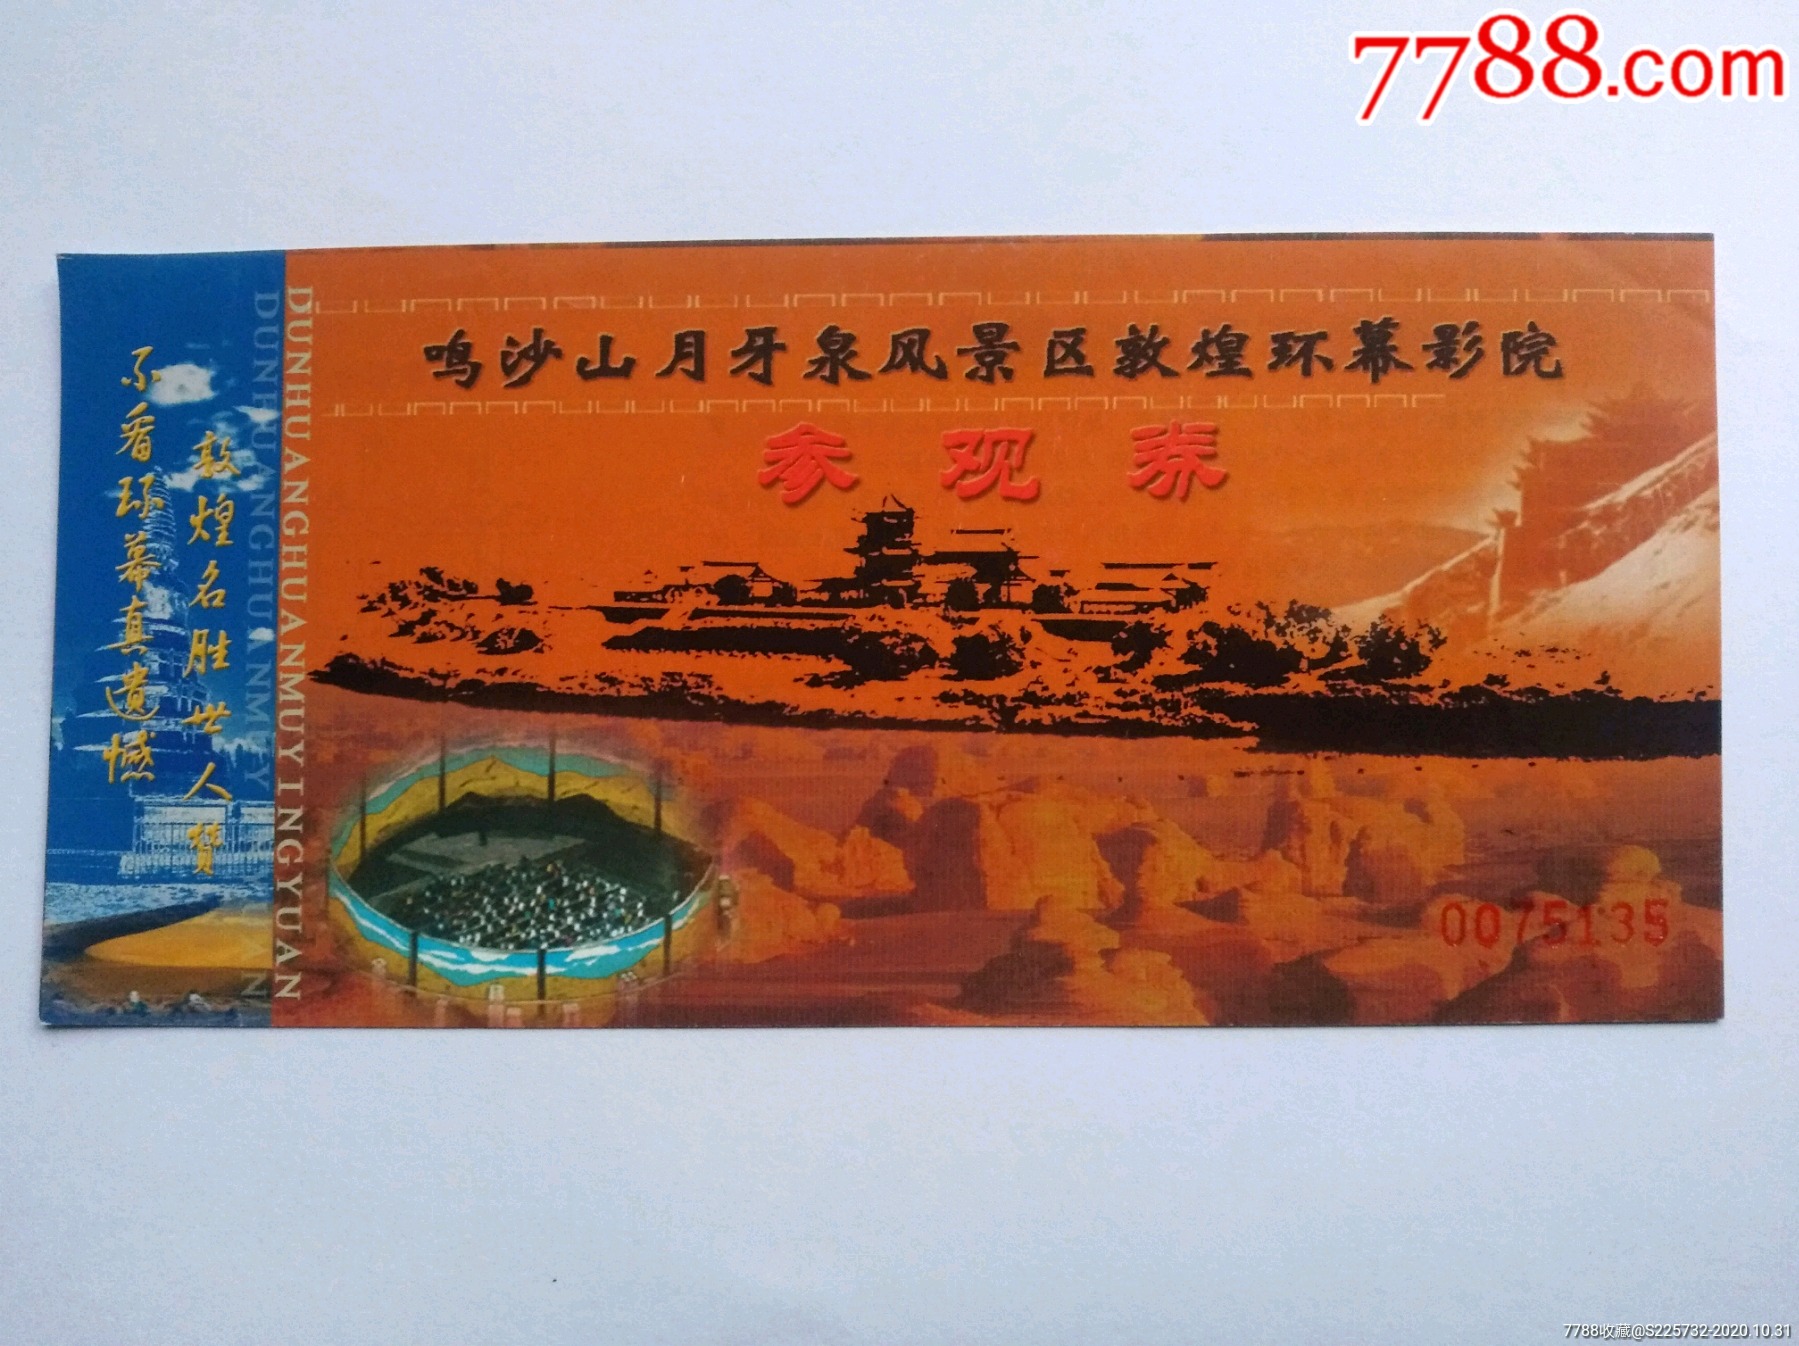 7788.com
鸣沙山月牙泉风景区敦煌环幕影院
参观券
敦煌名胜世人赞
不看环幕真遗憾
DUNHUANGHUANMUYINGYUAN
DUNHUANGHUANMUYINGYUAN
0075135
7788收藏@S225732-2020.10.31